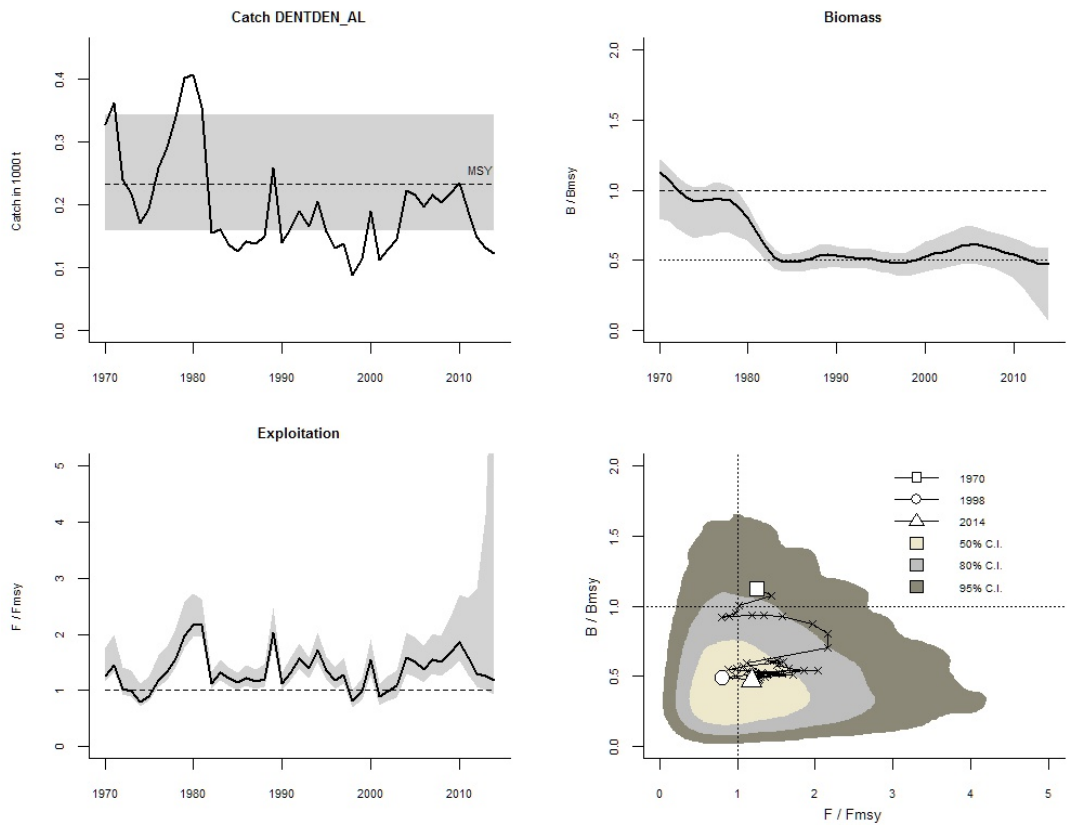 Catch DENTDEN_AL
Catch in 1000 t
0.4
0.3
0.2
0.1
0.0
MSY
1970 1980 1990 2000 2010
Biomass
B / Bmsy
2.0
1.5
1.0
0.5
0.0
1970 1980 1990 2000 2010
Exploitation
F / Fmsy
5
4
3
2
1
0
1970 1980 1990 2000 2010
B / Bmsy
2.0
1.5
1.0
0.5
0.0
1970
1998
2014
50% C.I.
80% C.I.
95% C.I.
0 1 2 3 4 5
F / Fmsy